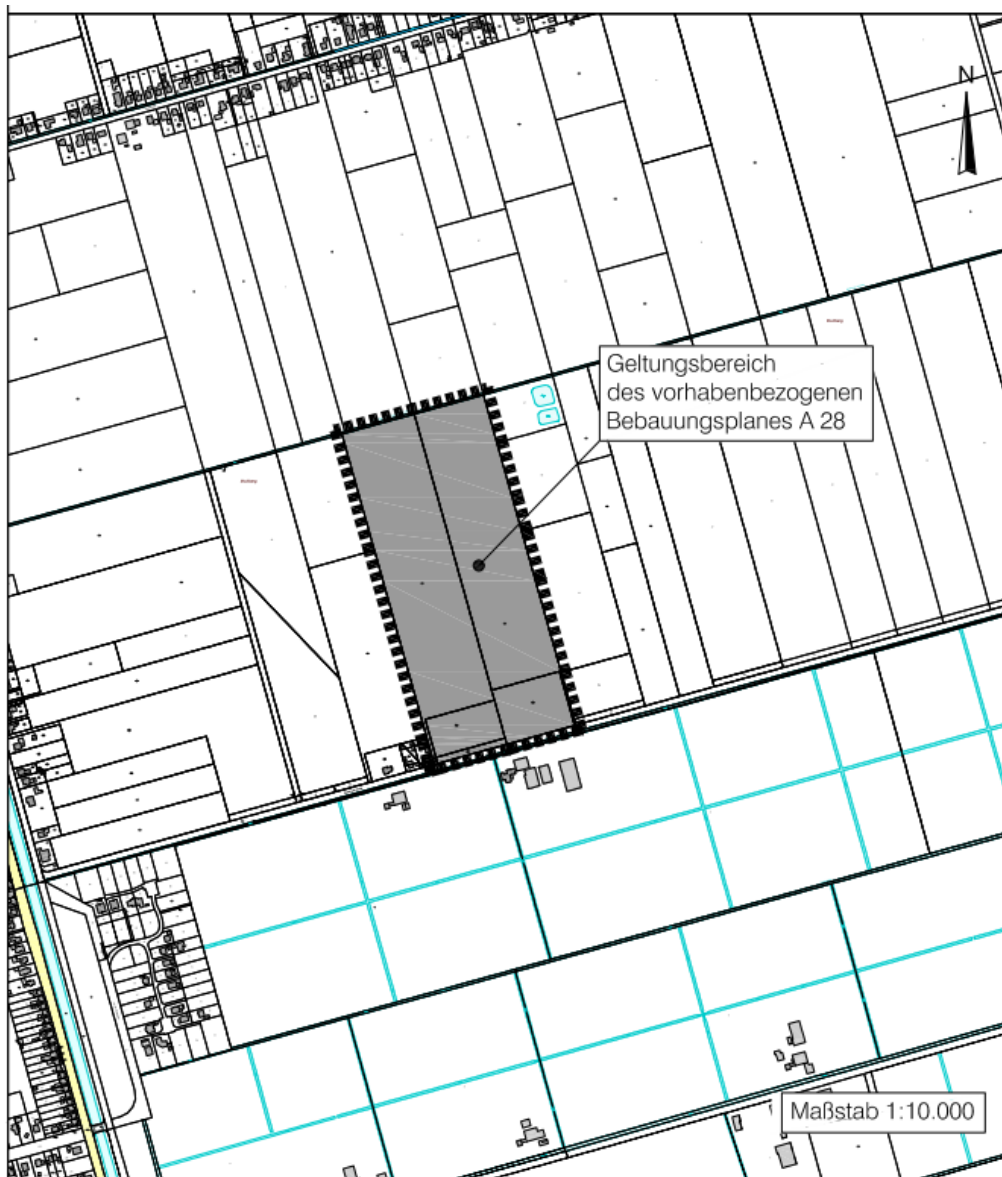 N
Geltungsbereich
des vorhabenbezogenen
Bebauungsplanes A 28
Maßstab 1:10.000